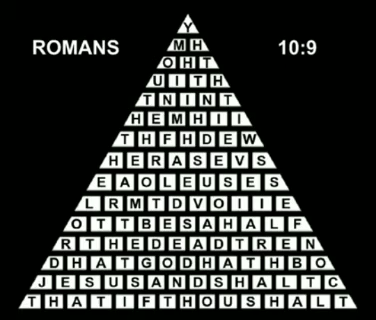 Y
ROMANS MH 10:9
OHT
UITH
TNINT
HEMHII
THFHDEW
HERASEVS
EAOLEUSES
LRMTDVOIIE
OTTBESAHALF
RTHEDEADTREN
DHATGODHATHBO
JESUSANDSHALTC
THATIFTHOUSHALT